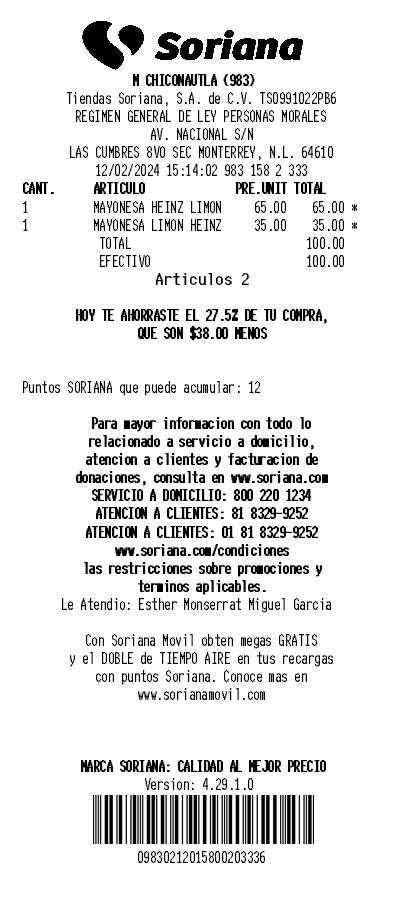 Soriana
M CHICONAUTLA (983)
Tiendas Soriana, S.A. de C.V. TSO991022PB6
REGIMEN GENERAL DE LEY PERSONAS MORALES
AV. NACIONAL S/N
LAS CUMBRES 8VO SEC MONTERREY, N.L. 64610
12/02/2024 15:14:02 983 158 2 333
CANT. ARTICULO PRE.UNIT TOTAL
1 MAYONESA HEINZ LIMON 65.00 65.00 *
1 MAYONESA LIMON HEINZ 35.00 35.00 *
TOTAL 100.00
EFECTIVO 100.00
Articulos 2
HOY TE AHORRASTE EL 27.5% DE TU COMPRA,
QUE SON $38.00 MENOS
Puntos SORIANA que puede acumular: 12
Para mayor informacion con todo lo
relacionado a servicio a domicilio,
atencion a clientes y facturacion de
donaciones, consulta en www.soriana.com
SERVICIO A DOMICILIO: 800 220 1234
ATENCION A CLIENTES: 81 8329-9252
ATENCION A CLIENTES: 01 81 8329-9252
www.soriana.com/condiciones
las restricciones sobre promociones y
terminos aplicables.
Le Atendio: Esther Monserrat Miguel Garcia
Con Soriana Movil obten megas GRATIS
y el DOBLE de TIEMPO AIRE en tus recargas
con puntos Soriana. Conoce mas en
www.sorianamovil.com
MARCA SORIANA: CALIDAD AL MEJOR PRECIO
Version: 4.29.1.0
09830212015800203336